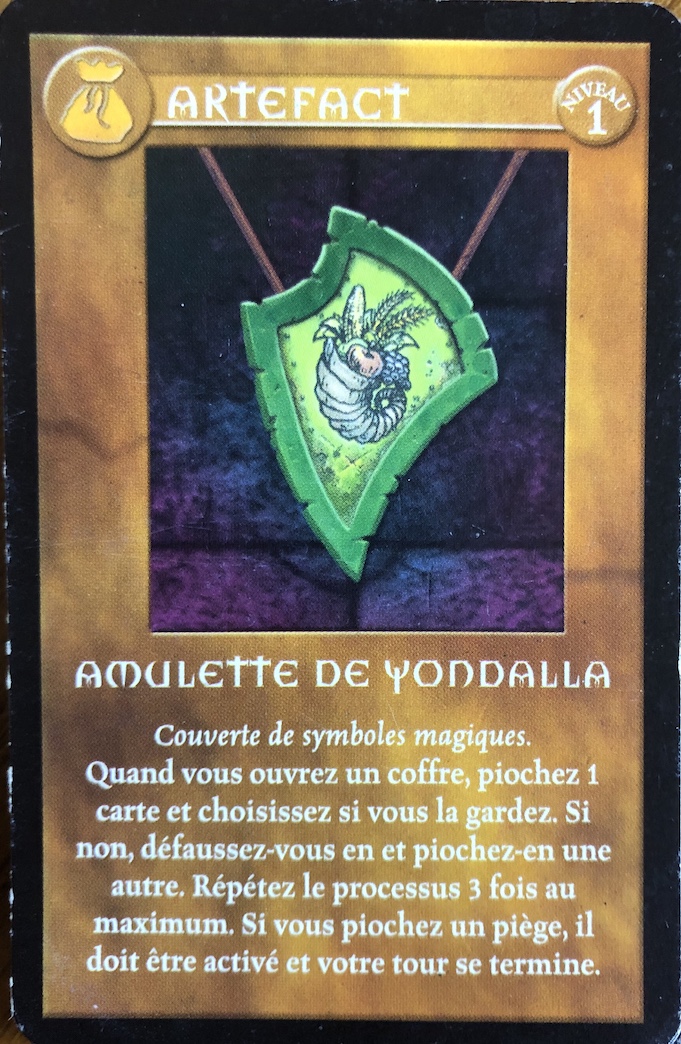 ARTEFACT
NIVEAU
1
AMULETTE DE YONDALLA
Couverte de symboles magiques.
Quand vous ouvrez un coffre, piochez 1
carte et choisissez si vous la gardez. Si
non, défaussez-vous en et piochez-en une
autre. Répétez le processus 3 fois au
maximum. Si vous piochez un piège, il
doit être activé et votre tour se termine.